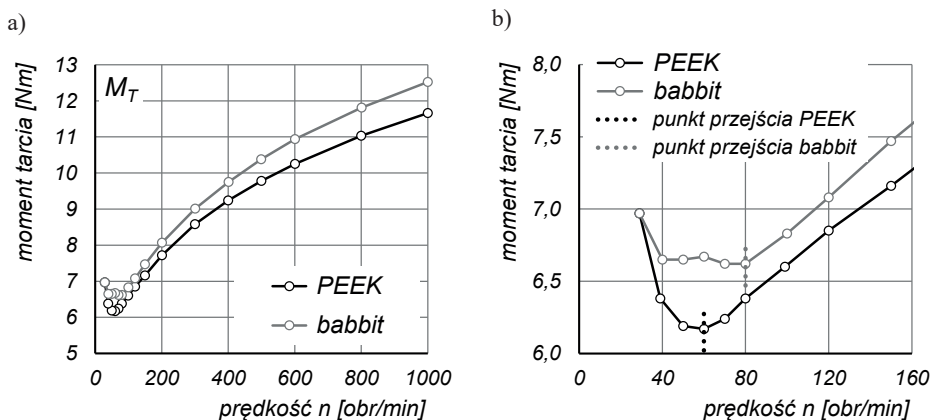 a)
moment tarcia [Nm]
13
12
11
10
9
8
7
6
5
M_T
PEEK
babbit
0 200 400 600 800 1000
prędkość n [obr/min]
b)
moment tarcia [Nm]
8,0
7,5
7,0
6,5
6,0
PEEK
babbit
punkt przejścia PEEK
punkt przejścia babbit
0 40 80 120 160
prędkość n [obr/min]